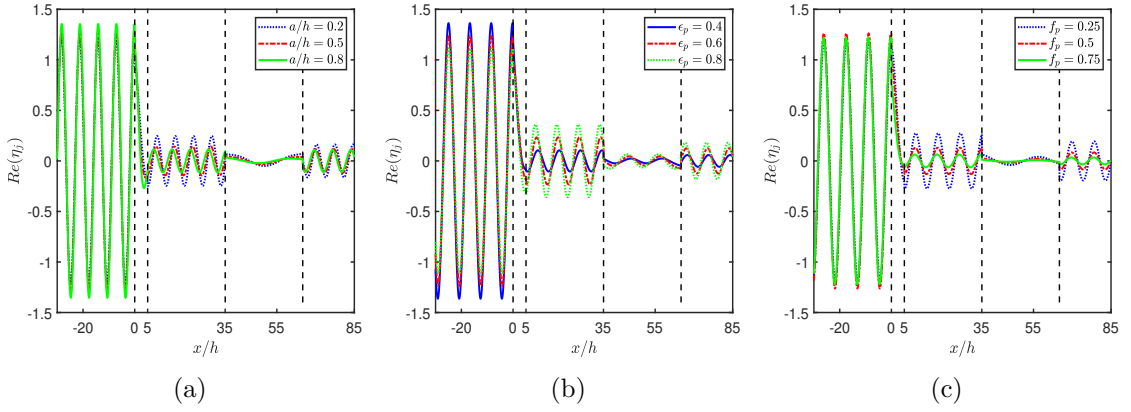 1.5
1
0.5
0
-0.5
-1
-1.5
Re(η_j)
-20 0 5 35 55 85
x/h
a/h = 0.2
a/h = 0.5
a/h = 0.8
(a)
1.5
1
0.5
0
-0.5
-1
-1.5
Re(η_j)
-20 0 5 35 55 85
x/h
ϵ_p = 0.4
ϵ_p = 0.6
ϵ_p = 0.8
(b)
1.5
1
0.5
0
-0.5
-1
-1.5
Re(η_j)
-20 0 5 35 55 85
x/h
f_p = 0.25
f_p = 0.5
f_p = 0.75
(c)